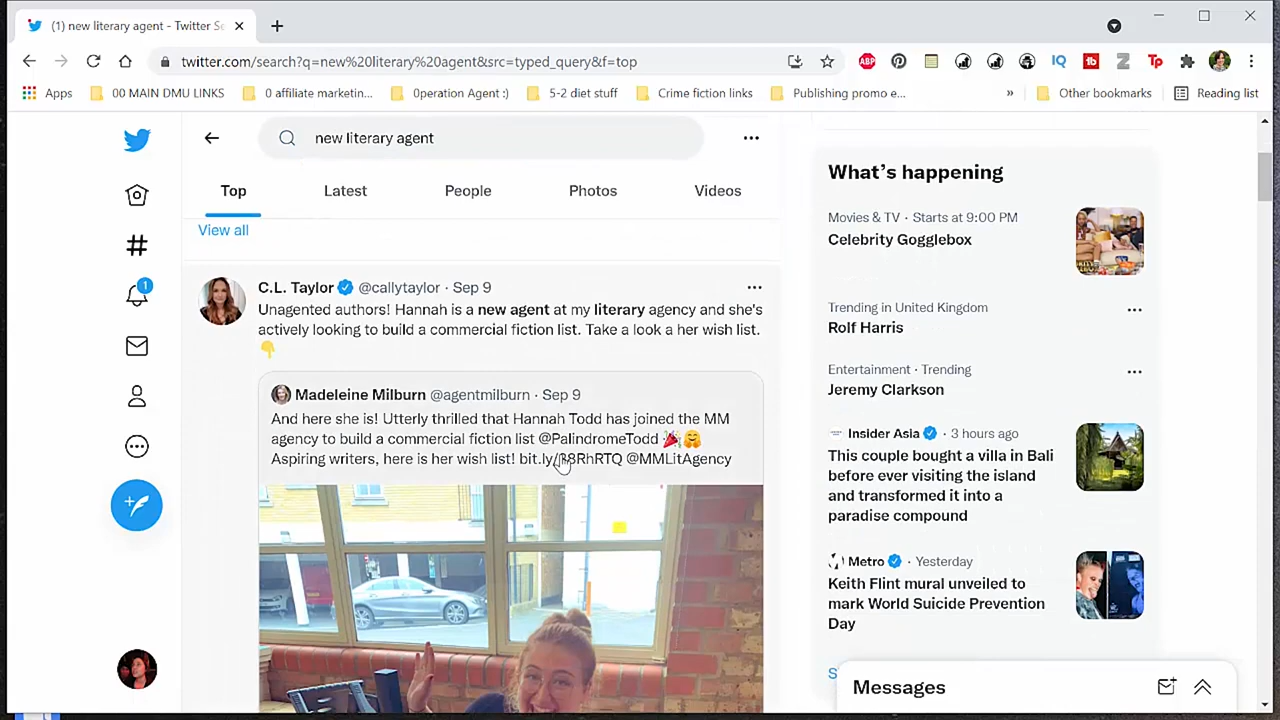 (1) new literary agent - Twitter Se
twitter.com/search?q=new%20literary%20agent&src=typed_query&f=top
Apps
00 MAIN DMU LINKS
0 affiliate marketin...
0peration Agent :)
5-2 diet stuff
Crime fiction links
Publishing promo e...
»
Other bookmarks
Reading list
new literary agent
Top
Latest
People
Photos
Videos
View all
C.L. Taylor @callytaylor · Sep 9
Unagented authors! Hannah is a new agent at my literary agency and she's
actively looking to build a commercial fiction list. Take a look a her wish list.
Madeleine Milburn @agentmilburn · Sep 9
And here she is! Utterly thrilled that Hannah Todd has joined the MM
agency to build a commercial fiction list @PalindromeTodd
Aspiring writers, here is her wish list! @MMLitAgency
1
What's happening
Movies & TV · Starts at 9:00 PM
Celebrity Gogglebox
Trending in United Kingdom
Rolf Harris
Entertainment · Trending
Jeremy Clarkson
Insider Asia · 3 hours ago
This couple bought a villa in Bali
before ever visiting the island
and transformed it into a
paradise compound
Metro · Yesterday
Keith Flint mural unveiled to
mark World Suicide Prevention
Day
Messages
ABP
IQ
tb
Z
Tp